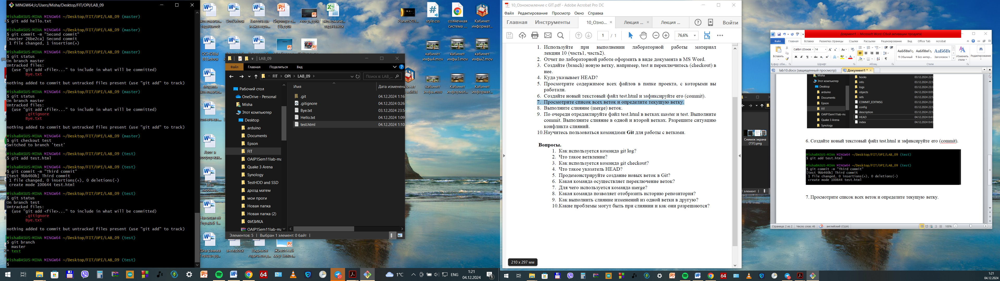 MINGW64:/c/Users/Misha/Desktop/FIT/OPI/LAB_09
Misha@ASUS-MIHA MINGW64 ~/Desktop/FIT/OPI/LAB_09 (master)
$ git add hello.txt
Misha@ASUS-MIHA MINGW64 ~/Desktop/FIT/OPI/LAB_09 (master)
$ git commit -m "Second commit"
[master 26be2ca] Second commit
1 file changed, 1 insertion(+)
Misha@ASUS-MIHA MINGW64 ~/Desktop/FIT/OPI/LAB_09 (master)
$ git status
On branch master
Untracked files:
(use "git add <file>..." to include in what will be committed)
Bye.txt
nothing added to commit but untracked files present (use "git add" to track)
Misha@ASUS-MIHA MINGW64 ~/Desktop/FIT/OPI/LAB_09 (master)
$ git status
On branch master
Untracked files:
(use "git add <file>..." to include in what will be committed)
.gitignore
Bye.txt
nothing added to commit but untracked files present (use "git add" to track)
Misha@ASUS-MIHA MINGW64 ~/Desktop/FIT/OPI/LAB_09 (master)
$ git checkout test
Switched to branch 'test'
Misha@ASUS-MIHA MINGW64 ~/Desktop/FIT/OPI/LAB_09 (test)
$ git add test.html
Misha@ASUS-MIHA MINGW64 ~/Desktop/FIT/OPI/LAB_09 (test)
$ git commit -m "Third commit"
[test 9bb460b] Third commit
1 file changed, 0 insertions(+), 0 deletions(-)
create mode 100644 test.html
Misha@ASUS-MIHA MINGW64 ~/Desktop/FIT/OPI/LAB_09 (test)
$ git status
On branch test
Untracked files:
(use "git add <file>..." to include in what will be committed)
.gitignore
Bye.txt
nothing added to commit but untracked files present (use "git add" to track)
Misha@ASUS-MIHA MINGW64 ~/Desktop/FIT/OPI/LAB_09 (test)
$ git branch
master
* test
Misha@ASUS-MIHA MINGW64 ~/Desktop/FIT/OPI/LAB_09 (test)
$
Doc2.docx
Клеточная инженери...
Chyornye-d... (1).pptx
геогр.pptx
экономиче... задача.xlsx
Planets201...
style.css
солнечная система ...
Кабинет информат...
ОСНОВЫ ВЕБ.docx
кабинет инфы4.mov
кабинет инфы3.mov
кабинет инфы2.mov
Модель
кабинет инфы.mov
Кабинет информат...
Кабинет информат...
Азот и
Моя любіма...
Написал её
Диаграмма
англ.docx
Видимое годичное д...
Животный мир Белов...
LAB_09
Файл
Главная
Поделиться
Вид
FIT > OPI > LAB_09 >
Поиск в: LAB_...
Рабочий стол
OneDrive - Personal
Misha
Этот компьютер
Desktop
arduino
Documents
Epson
FIT
OAIP1Sem11lab-ma
Quake 3 Arena
Synology
TestHDD and SSD
дрозд матем
мои проги
Новая папка
Новая папка (2)
ФИЗИКА
OAIP1Sem11lab-ma
Имя
Дата изменен
.git 04.12.2024 1:16
.gitignore 04.12.2024 0:26
Bye.txt 03.12.2024 23:5
Hello.txt 04.12.2024 1:09
test.html 04.12.2024 1:10
Элементов: 5
Выбран 1 элемент: 0 байт
64
27
1°C
ENG
1:21
04.12.2024
1
10_Ознокомление с GIT.pdf - Adobe Acrobat Pro DC
Файл Редактирование Просмотр Окно Справка
Главная
Инструменты
10_Озно... ×
Лекция ... ×
Лекция ...
Войти
1 / 1
76,6%
1. Используйте при выполнении лабораторной работы материал
лекции 10 (часть1, часть2).
2. Отчет по лабораторной работе оформить в виде документа в MS Word.
3. Создайте (branch) новую ветку, например, test и переключитесь (checkout) в
нее.
4. Куда указывает HEAD?
5. Просмотрите содержимое всех файлов в папке проекта, с которыми вы
работали.
6. Создайте новый текстовый файл test.html и зафиксируйте его (commit).
7. Просмотрите список всех веток и определите текущую ветку.
8. Выполните слияние (merge) веток.
9. По очереди отредактируйте файл test.html в ветках master и test. Выполните
commit. Выполните слияние в одной и второй ветках. Разрешите ситуацию
конфликта слияний.
10.Научитесь пользоваться командами Git для работы с ветками.
Вопросы.
1. Как используется команда git log?
2. Что такое ветвление?
3. Как используется команда git checkout?
4. Что такое указатель HEAD?
5. Продемонстрируйте создание новых веток в Git?
6. Какая команда осуществляет переключение веток?
7. Для чего используется команда merge?
8. Какая команда позволяет отобразить историю репозитория?
9. Как выполнить слияние изменений из одной ветки в другую?
10.Какие проблемы могут быть при слиянии и как они разрешаются?
210 x 297 мм
Снимок экрана (151).png
1 элемент
Документ1 - Microsoft Word (Сбой активации продукта)
Файл Главная Вставка Разметка страницы Ссылки Рассылки Рецензирование Вид Office Tab Acrobat
Вставить
Calibri (Основ 14
АаБбВвГг, АаБбВвГг, АаБбВі
¶ Обычный ¶ Без интер... Заголовок 1
Изменить стили
Редактирование
Буфер обм... Шрифт Абзац Стили
lab10.docx (защищенный просмотр)
Документ1 * ×
Misha
Этот компьютер
Desktop
arduino
Documents
Epson
FIT
OAIP1Sem11lab-ma
Quake 3 Arena
Synology
hooks 03.12.2024 22:5
info 03.12.2024 22:5
logs 03.12.2024 23:3
objects 04.12.2024 0:05
refs 03.12.2024 22:5
COMMIT_EDITMSG 03.12.2024 23:3
config 03.12.2024 22:5
description 03.12.2024 22:5
HEAD 04.12.2024 0:43
index 04.12.2024 0:43
6. Создайте новый текстовый файл test.html и зафиксируйте его (commit).
Misha@ASUS-MIHA MINGW64 ~/Desktop/FIT/OPI/LAB_09 (test)
$ git add test.html
Misha@ASUS-MIHA MINGW64 ~/Desktop/FIT/OPI/LAB_09 (test)
$ git commit -m "Third commit"
[test 9bb460b] Third commit
1 file changed, 0 insertions(+), 0 deletions(-)
create mode 100644 test.html
7. Просмотрите список всех веток и определите текущую ветку.
Страница: 2 из 2
Число слов: 46
английский (США)
100%
64
27
1:21
04.12.2024